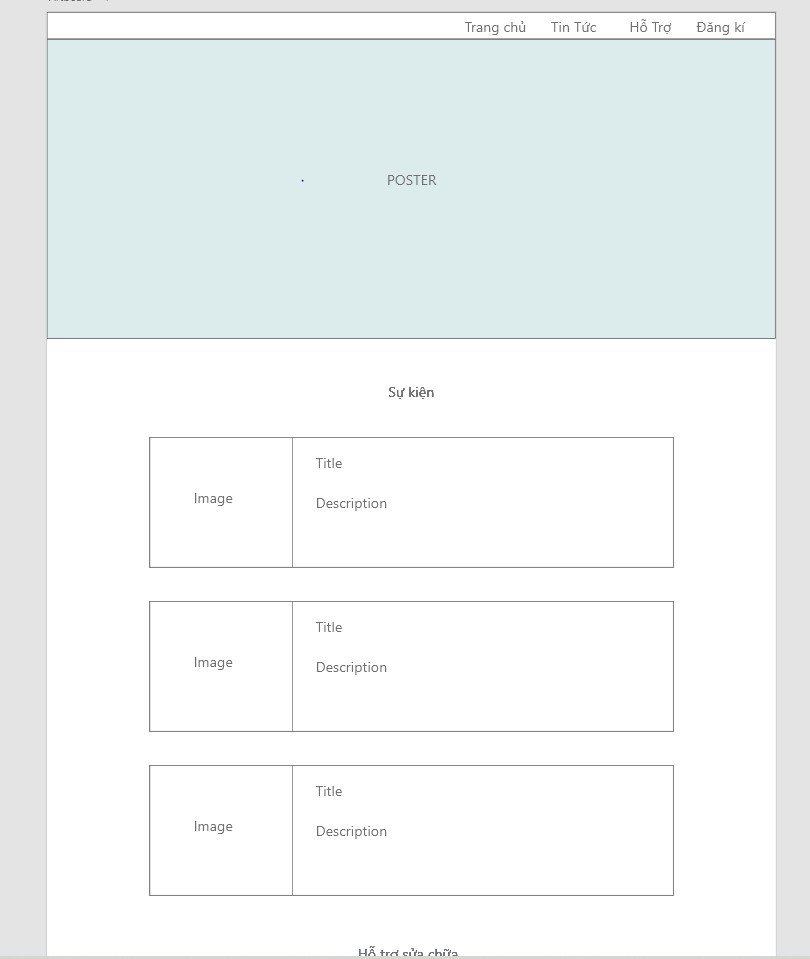 Trang chủ Tin Tức Hỗ Trợ Đăng kí
POSTER
Sự kiện
Title
Image
Description
Title
Image
Description
Title
Image
Description
Hỗ trợ sửa chữa